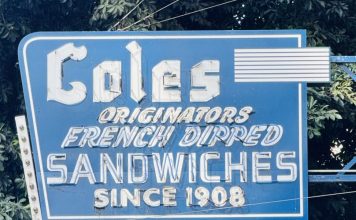 Coles
ORIGINATORS
FRENCH DIPPED
SANDWICHES
SINCE 1908